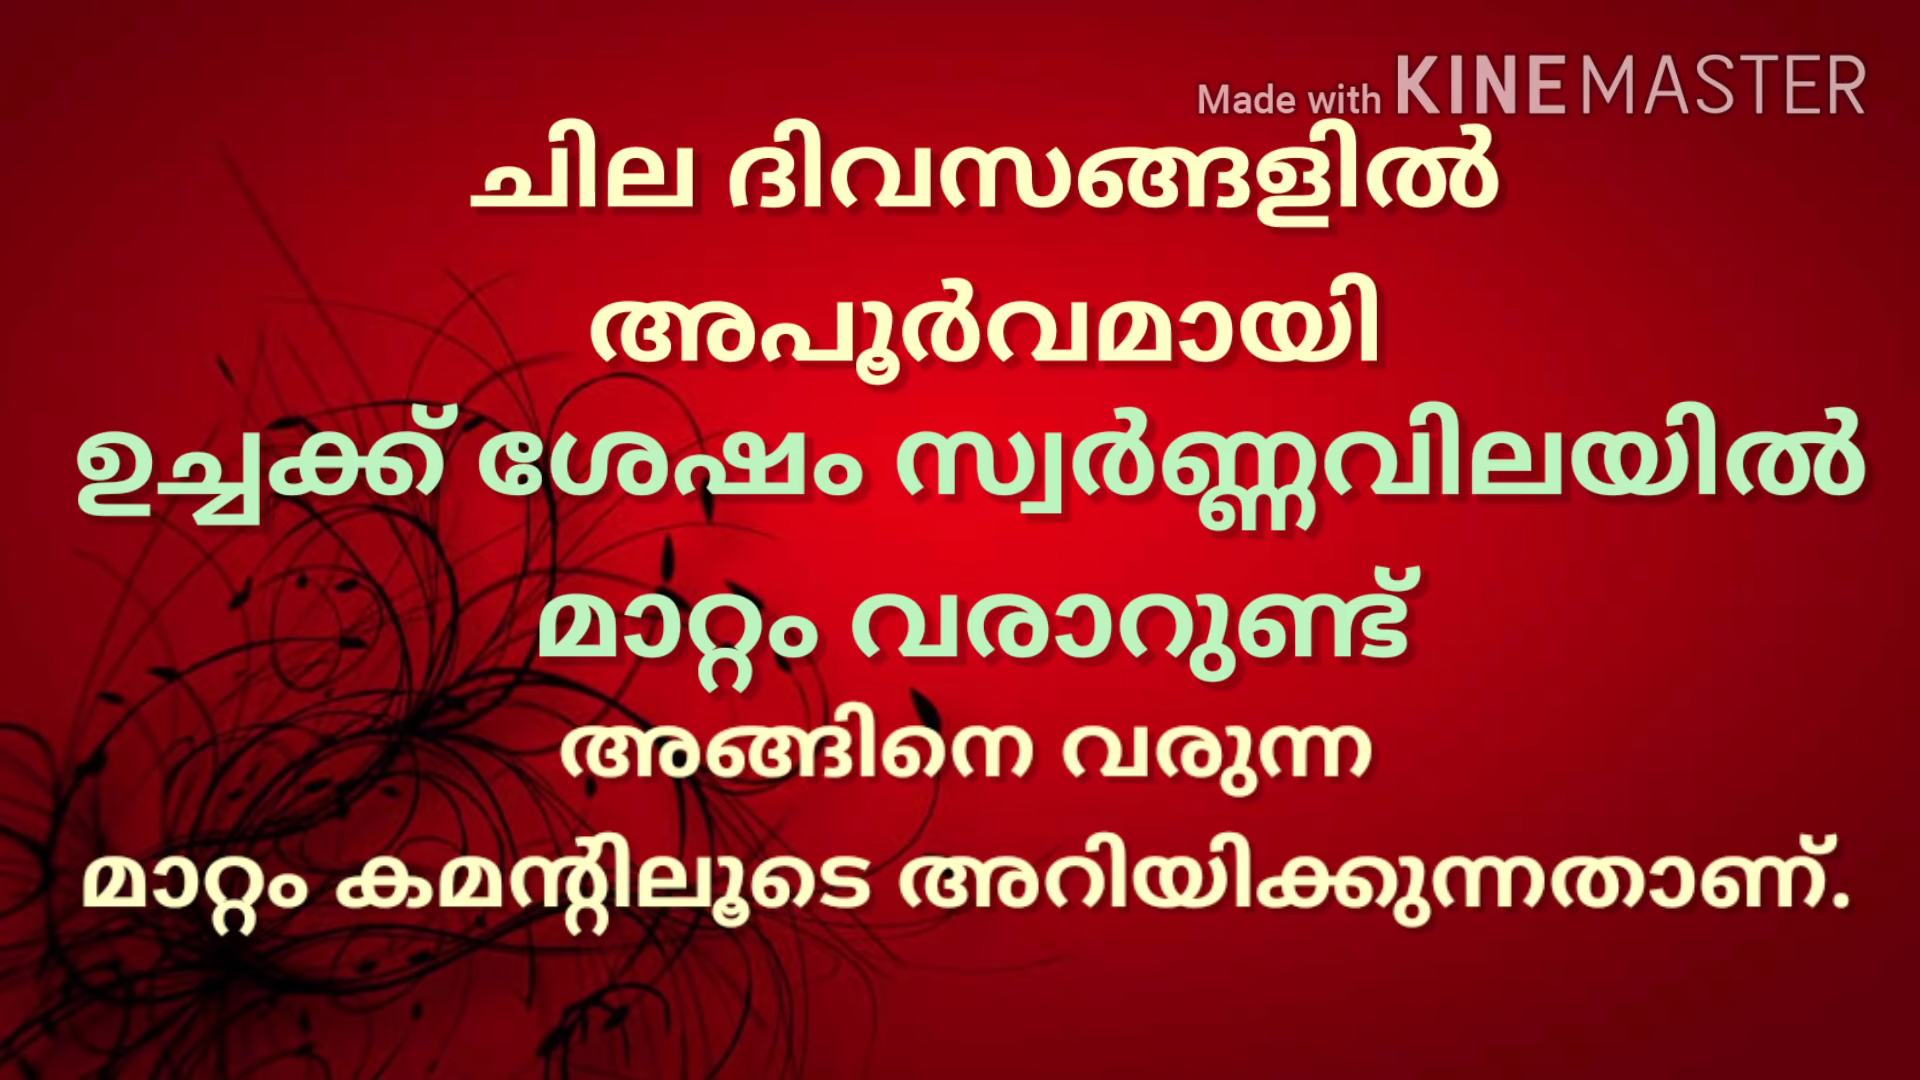 Made with KINEMASTER
ചില ദിവസങ്ങളിൽ
അപൂർവമായി
ഉച്ചക്ക് ശേഷം സ്വർണ്ണവിലയിൽ
മാറ്റം വരാറുണ്ട്
അങ്ങിനെ വരുന്ന
മാറ്റം കമന്റിലൂടെ അറിയിക്കുന്നതാണ്.